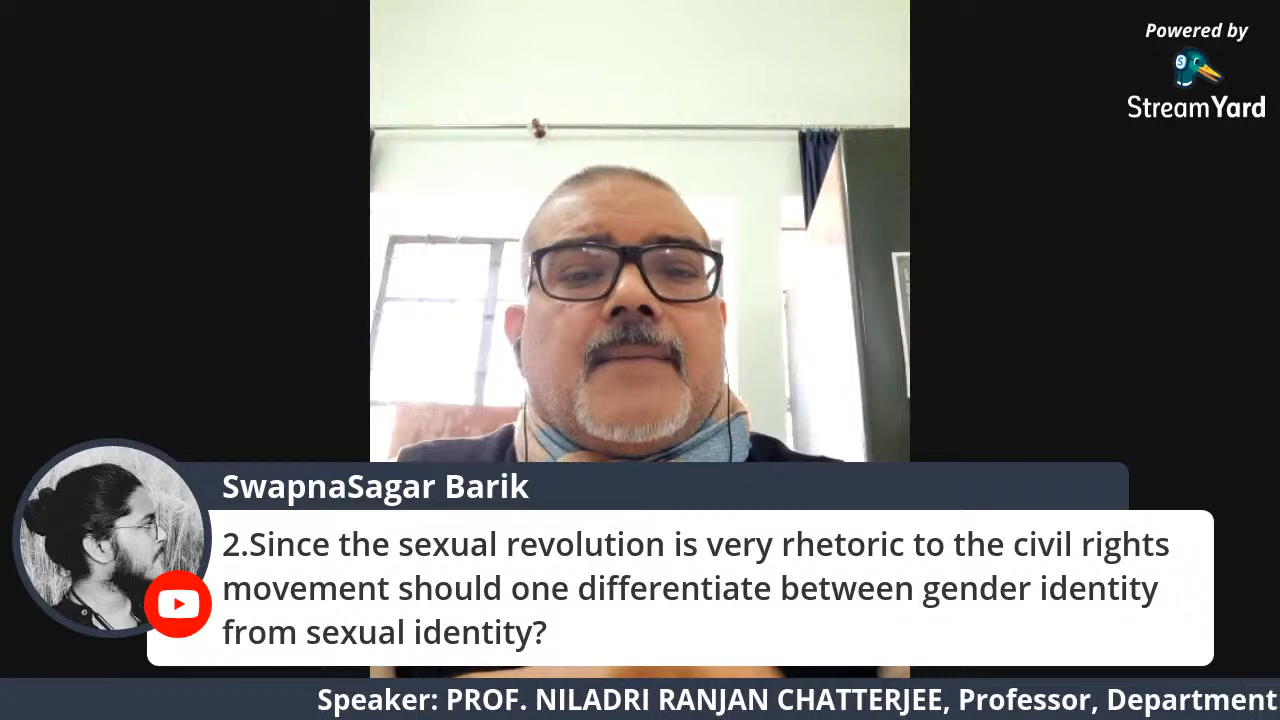 Powered by
StreamYard
SwapnaSagar Barik
2.Since the sexual revolution is very rhetoric to the civil rights
movement should one differentiate between gender identity
from sexual identity?
Speaker: PROF. NILADRI RANJAN CHATTERJEE, Professor, Department